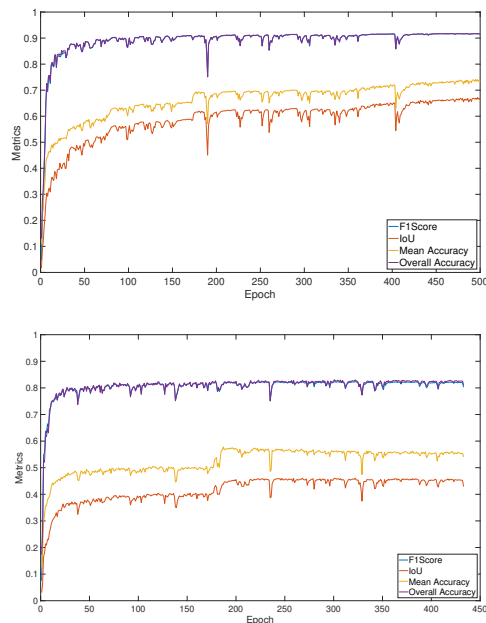 1
0.9
0.8
0.7
0.6
0.5
0.4
0.3
0.2
0.1
0
Metrics
0 50 100 150 200 250 300 350 400 450 500
Epoch
F1Score
IoU
Mean Accuracy
Overall Accuracy
1
0.9
0.8
0.7
0.6
0.5
0.4
0.3
0.2
0.1
0
Metrics
0 50 100 150 200 250 300 350 400 450
Epoch
F1Score
IoU
Mean Accuracy
Overall Accuracy